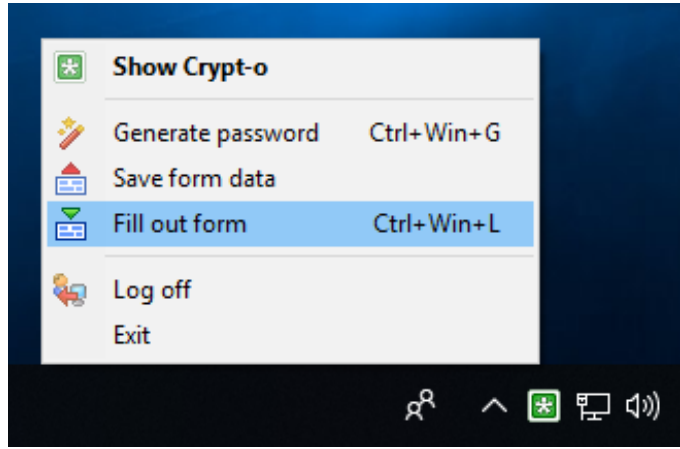 Show Crypt-o
Generate password Ctrl+Win+G
Save form data
Fill out form Ctrl+Win+L
Log off
Exit